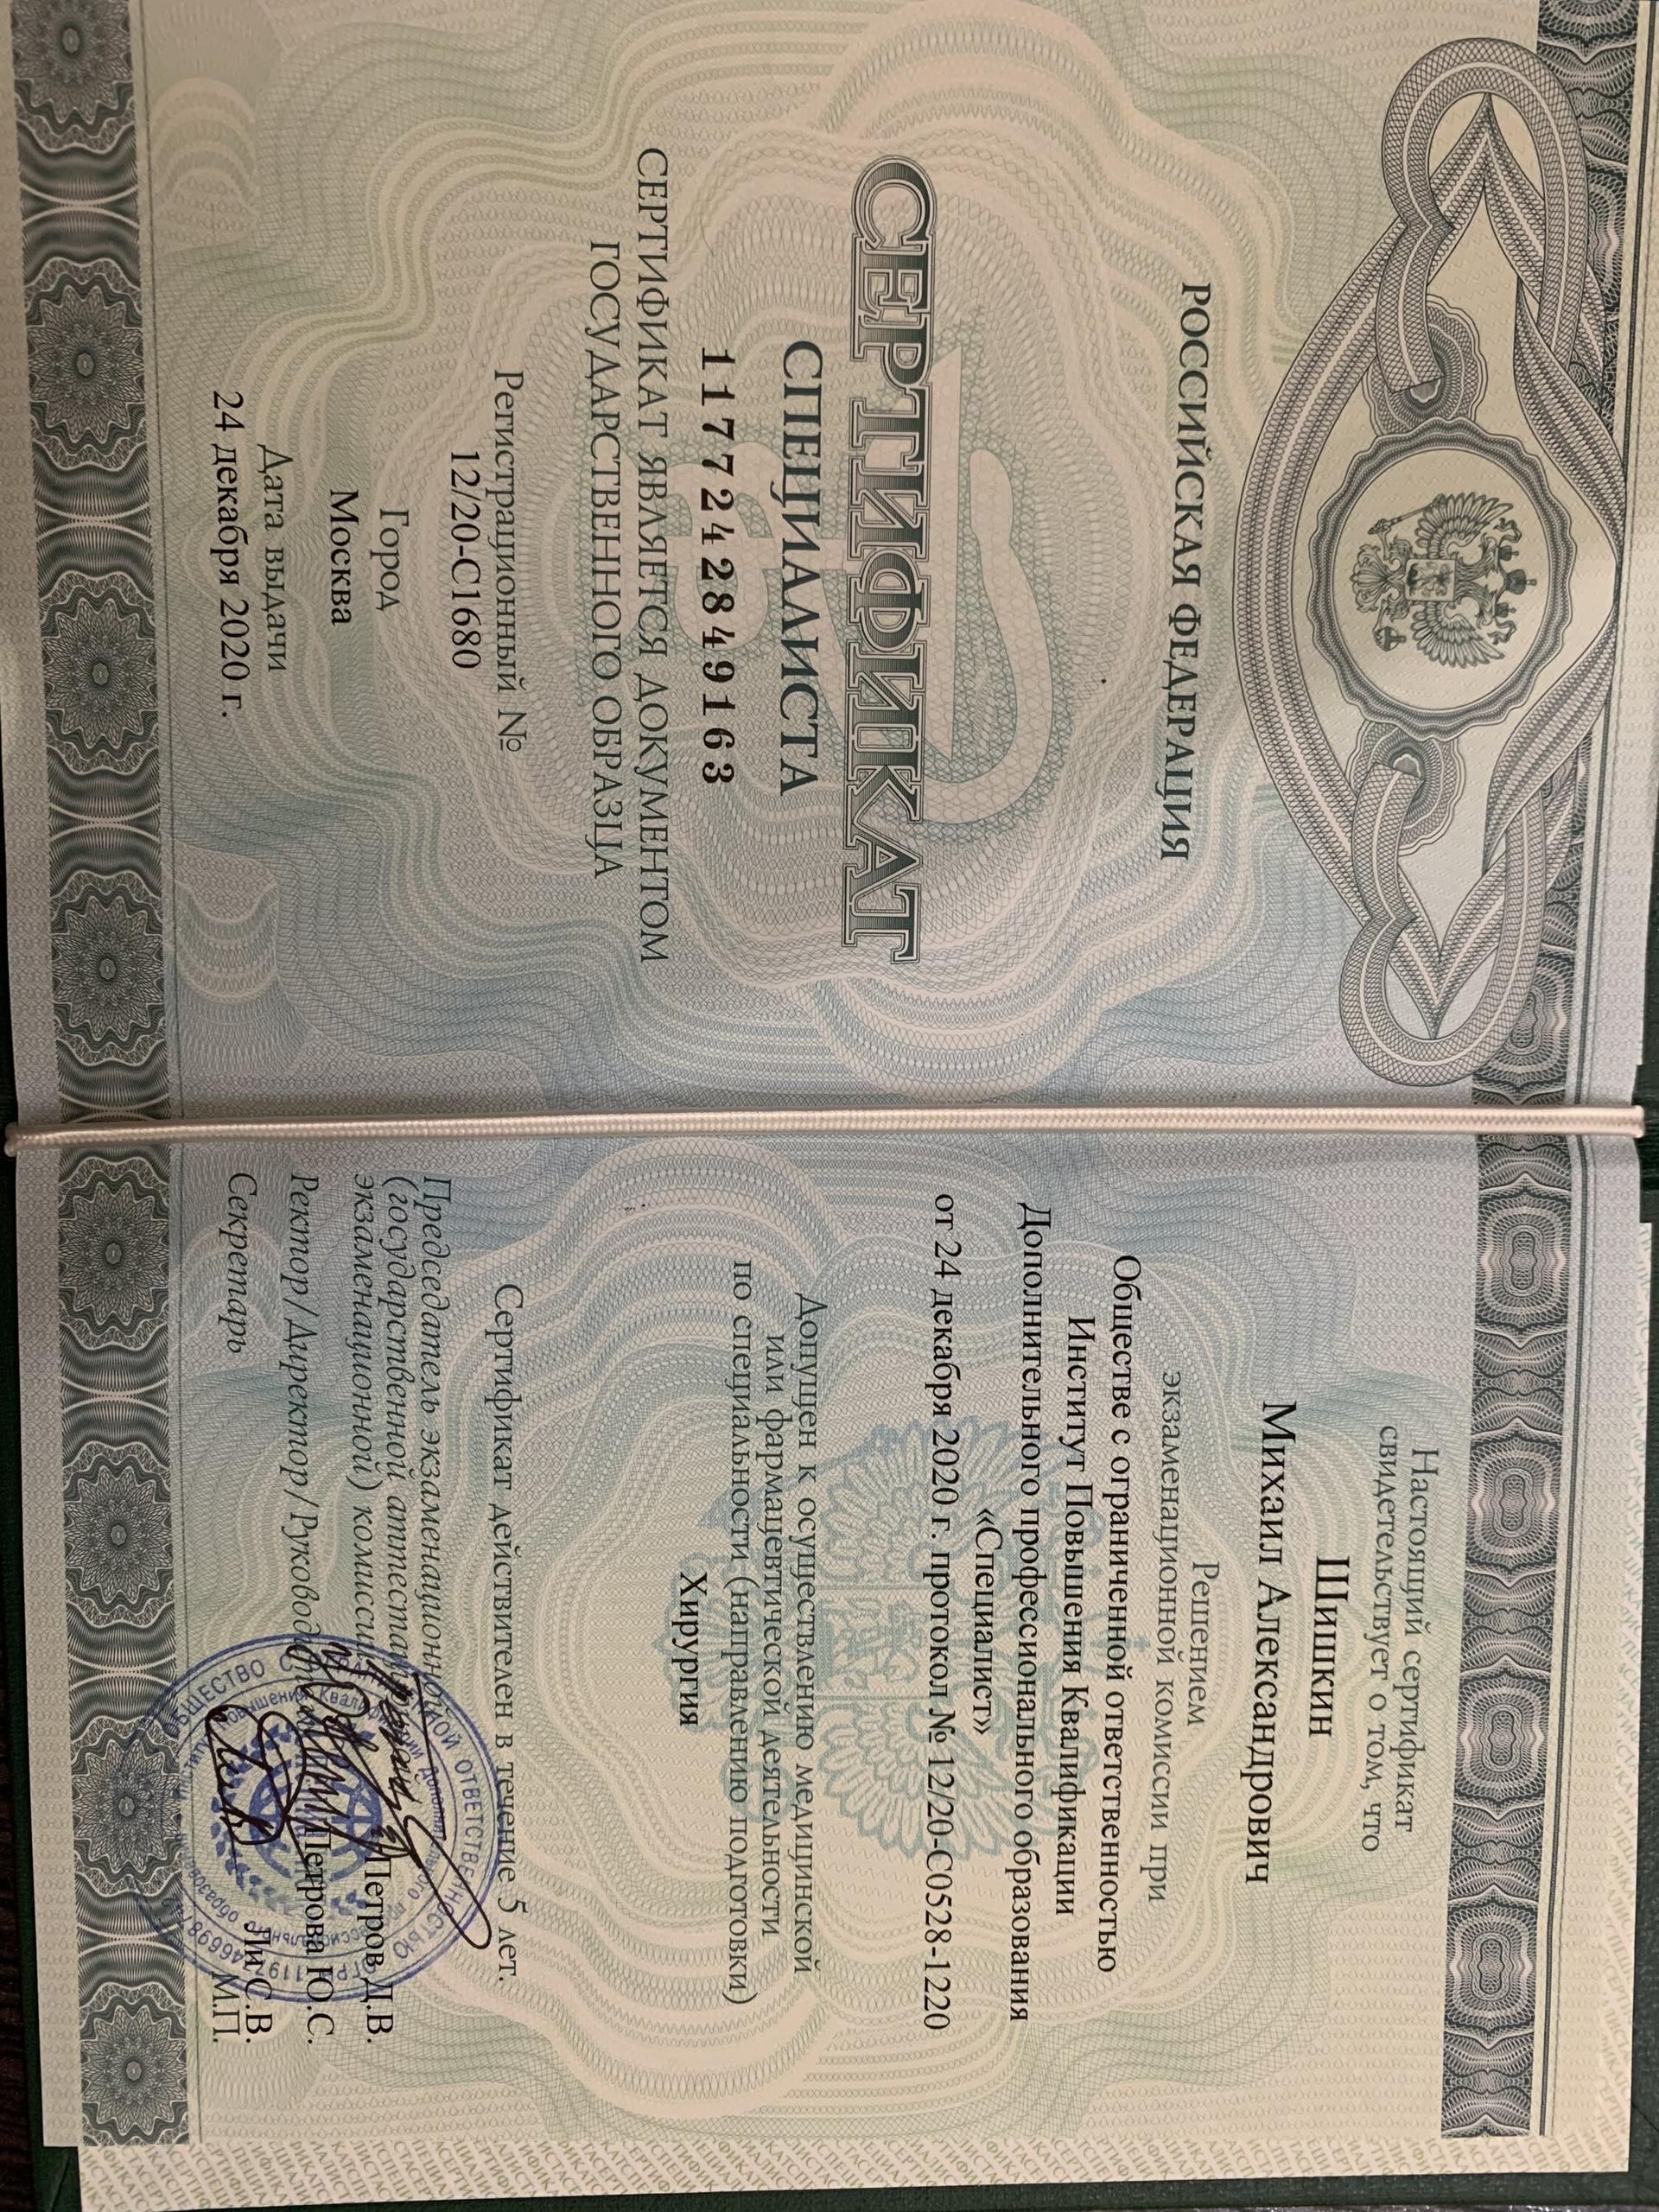 РОССИЙСКАЯ ФЕДЕРАЦИЯ
СЕРТИФИКАТ
СПЕЦИАЛИСТА
1177242849163
СЕРТИФИКАТ ЯВЛЯЕТСЯ ДОКУМЕНТОМ
ГОСУДАРСТВЕННОГО ОБРАЗЦА
Регистрационный №
12/20-С1680
Город
Москва
Дата выдачи
24 декабря 2020 г.
Настоящий сертификат
свидетельствует о том, что
Шишкин
Михаил Александрович
Решением
экзаменационной комиссии при
Обществе с ограниченной ответственностью
Институт Повышения Квалификации
Дополнительного профессионального образования
«Специалист»
от 24 декабря 2020 г. протокол № 12/20-С0528-1220
Допущен к осуществлению медицинской
или фармацевтической деятельности
по специальности (направлению подготовки)
Хирургия
Сертификат действителен в течение 5 лет.
Председатель экзаменационной
(государственной аттестационной
экзаменационной) комиссии Петров Д.В.
Ректор/Директор/Руководитель Петрова Ю.С.
Секретарь Ли С.В.
М.П.